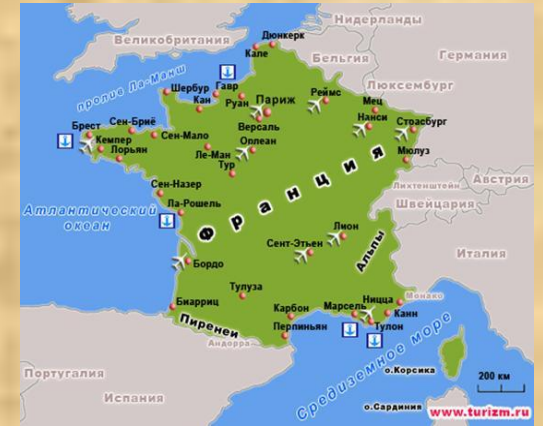 Нидерланды
Дюнкерк
Великобритания
Кале
Бельгия
Германия
пролив Ла-Манш
Люксембург
Шербур
Гавр
Реймс
Мец
Кан
Руан
Париж
Нанси
Страсбург
Брест
Сен-Бриё
Версаль
Кемпер
Сен-Мало
Орлеан
Лорьян
Ле-Ман
Мюлуз
Тур
Австрия
Лихтенштейн
Сен-Назер
Швейцария
Ла-Рошель
Франция
Атлантический
океан
Лион
Сент-Этьен
Альпы
Италия
Бордо
Тулуза
Ницца
Монако
Биарриц
Карбон
Марсель
Канн
Пиренеи
Перпиньян
Тулон
Андорра
Средиземное море
Португалия
о.Корсика
200 км
Испания
о.Сардиния
www.turizm.ru